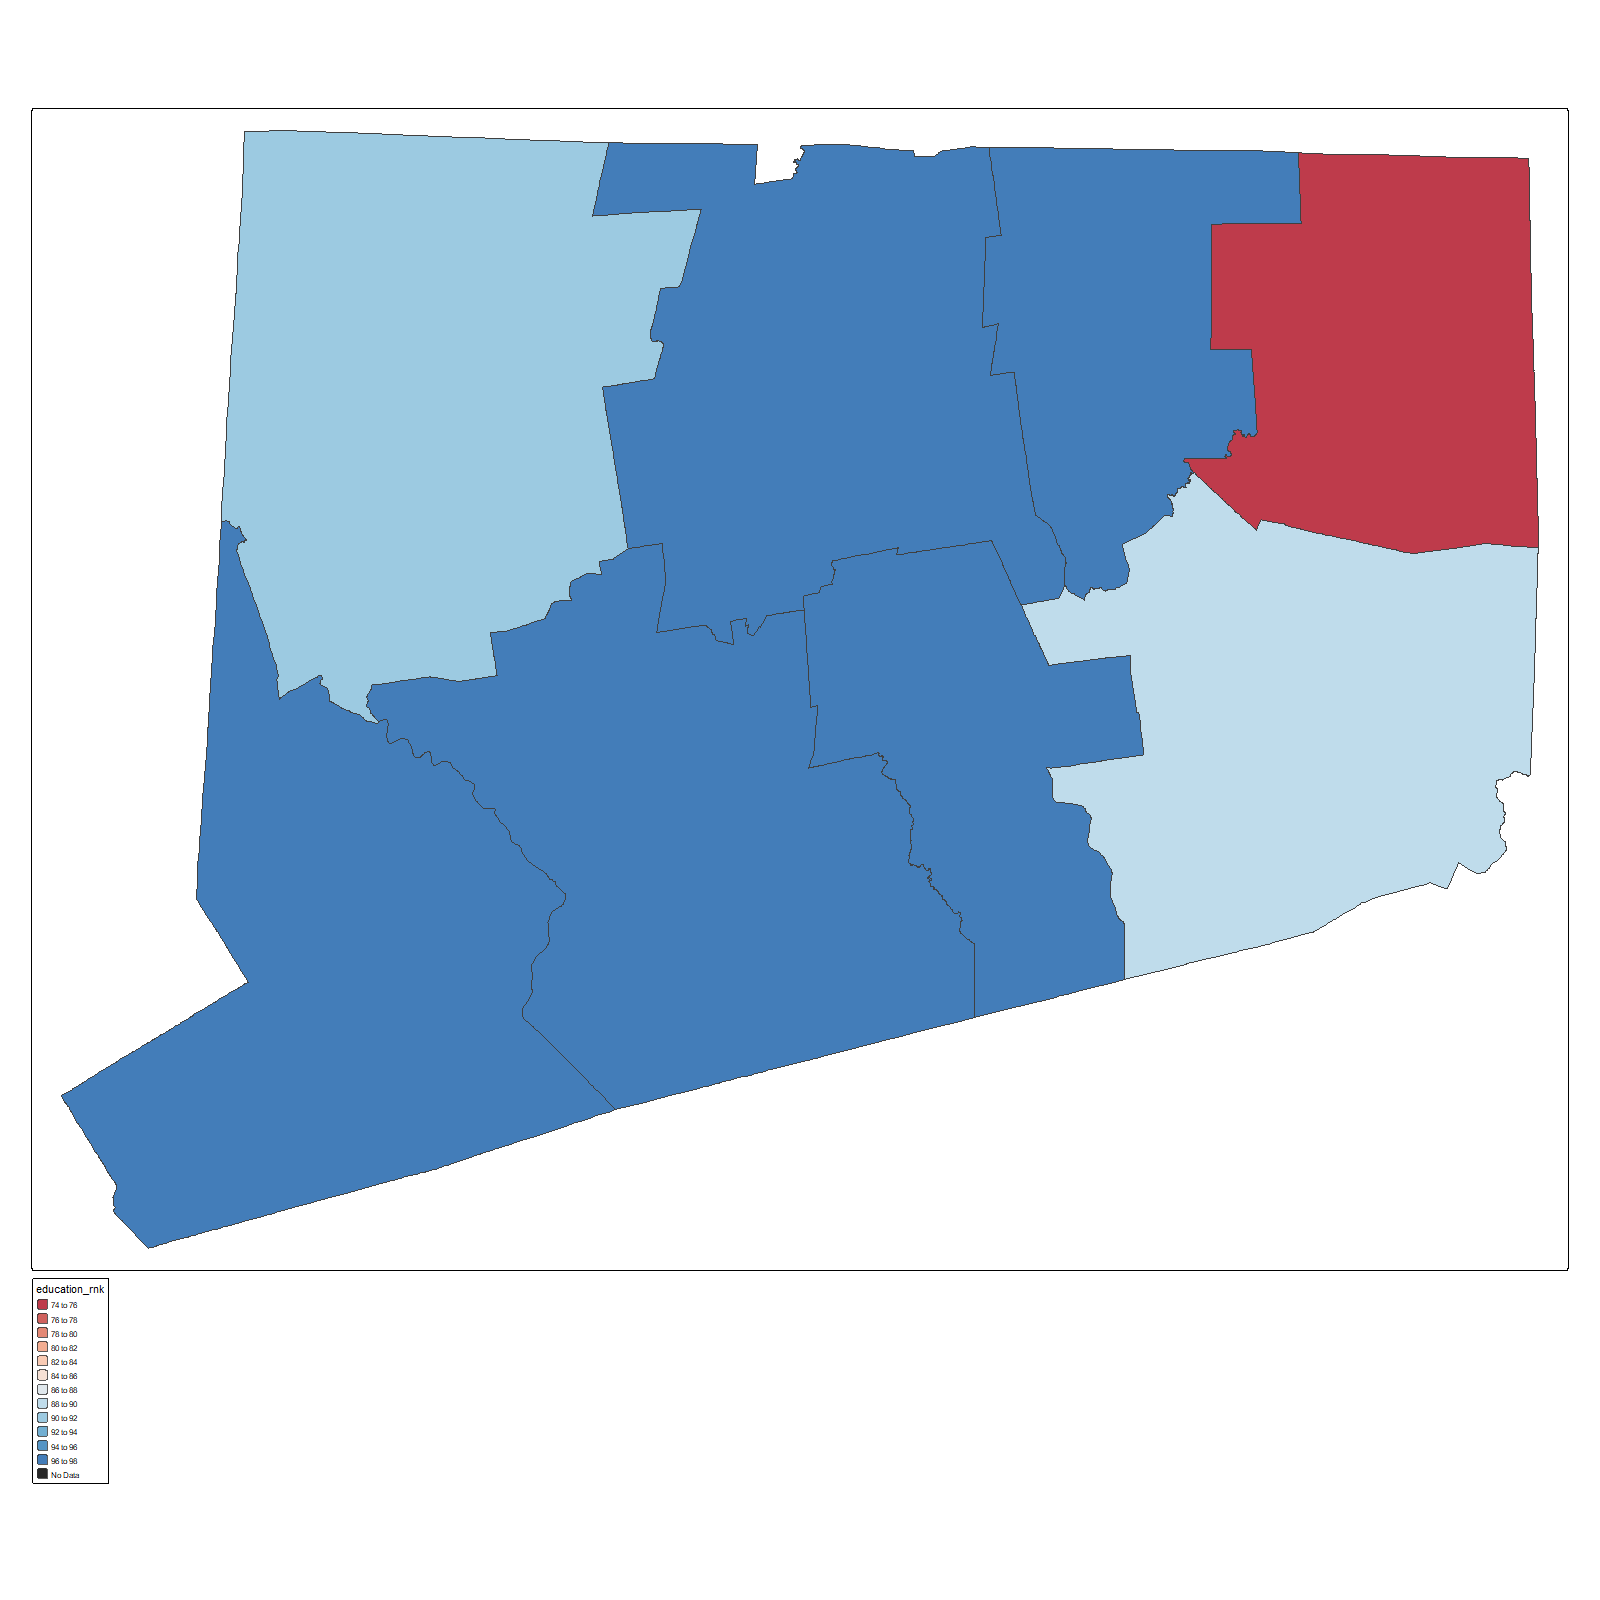 education_rnk
74 to 76
76 to 78
78 to 80
80 to 82
82 to 84
84 to 86
86 to 88
88 to 90
90 to 92
92 to 94
94 to 96
96 to 98
No Data